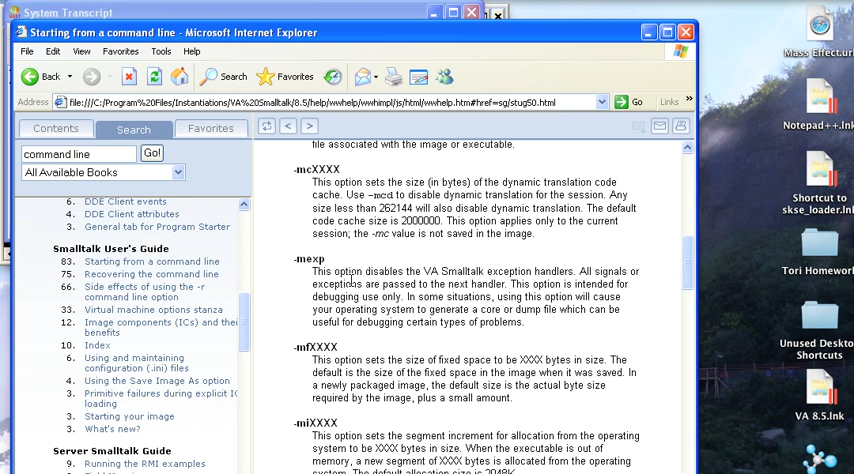 System Transcript
Starting from a command line - Microsoft Internet Explorer
File Edit View Favorites Tools Help
Back Search Favorites
Address file:///C:/Program%20Files/Instantiations/VA%20Smalltalk/8.5/help/wwhelp/wwhimpl/js/html/wwhelp.htm#href=sg/stug50.html Go Links »
Contents Search Favorites
command line Go!
All Available Books
6. DDE Client events
4. DDE Client attributes
3. General tab for Program Starter
Smalltalk User's Guide
83. Starting from a command line
75. Recovering the command line
66. Side effects of using the -r
command line option
33. Virtual machine options stanza
12. Image components (ICs) and thei
benefits
10. Index
6. Using and maintaining
configuration (.ini) files
4. Using the Save Image As option
3. Primitive failures during explicit IC
loading
3. Starting your image
3. What's new?
Server Smalltalk Guide
9. Running the RMI examples
file associated with the image or executable.
-mcXXXX
This option sets the size (in bytes) of the dynamic translation code
cache. Use -mcd to disable dynamic translation for the session. Any
size less than 262144 will also disable dynamic translation. The default
code cache size is 2000000. This option applies only to the current
session; the -mc value is not saved in the image.
-mexp
This option disables the VA Smalltalk exception handlers. All signals or
exceptions are passed to the next handler. This option is intended for
debugging use only. In some situations, using this option will cause
your operating system to generate a core or dump file which can be
useful for debugging certain types of problems.
-mfXXXX
This option sets the size of fixed space to be XXXX bytes in size. The
default is the size of the fixed space in the image when it was saved. In
a newly packaged image, the default size is the actual byte size
required by the image, plus a small amount.
-miXXXX
This option sets the segment increment for allocation from the operating
system to be XXXX bytes in size. When the executable is out of
memory, a new segment of XXXX bytes is allocated from the operating
system. The default allocation size is 2048K.
Mass Effect.url
Notepad++.lnk
Shortcut to
skse_loader.lnk
Tori Homework
Unused Desktop
Shortcuts
VA 8.5.lnk